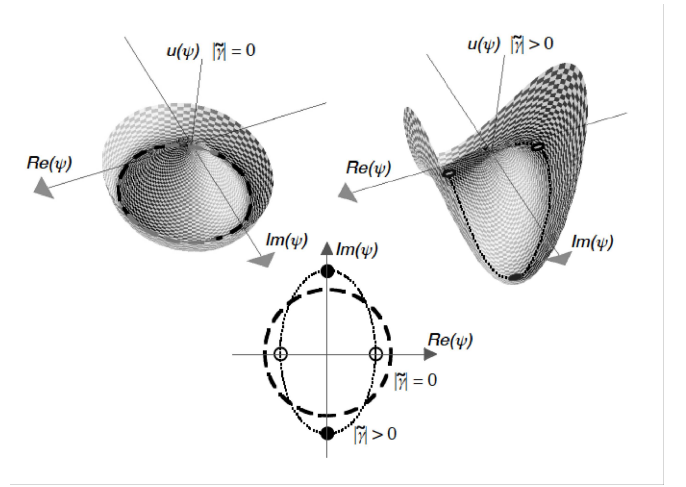 u(ψ) |γ̃| = 0
Re(ψ)
Im(ψ)
u(ψ) |γ̃| > 0
Re(ψ)
Im(ψ)
Im(ψ)
Re(ψ)
|γ̃| = 0
|γ̃| > 0